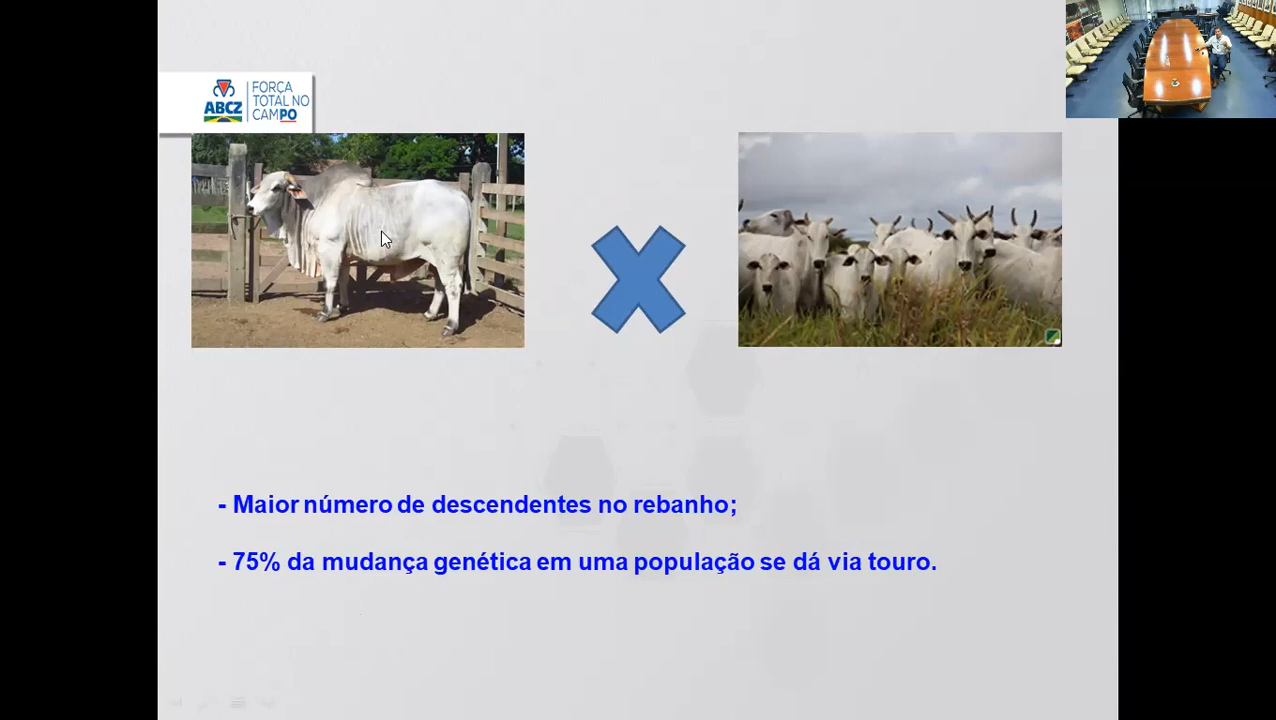 ABCZ
FORÇA
TOTAL NO
CAMPO
- Maior número de descendentes no rebanho;
- 75% da mudança genética em uma população se dá via touro.